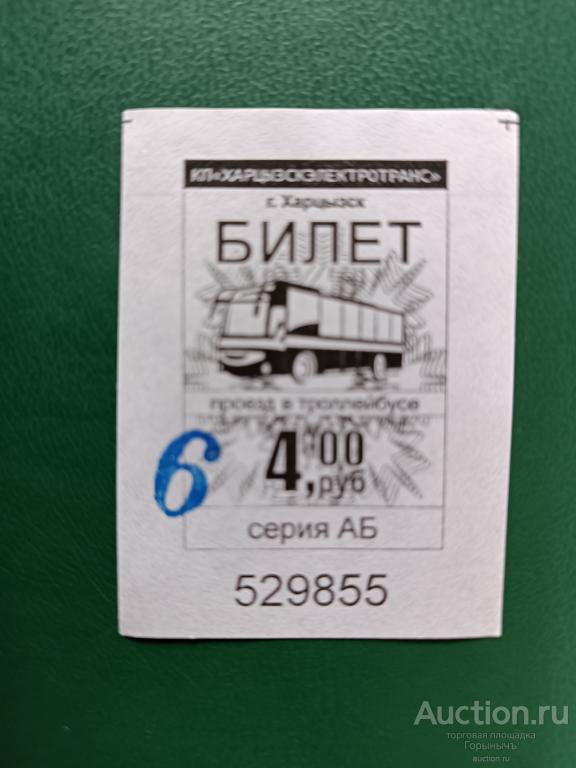 КП«ХАРЦЫЗСКЭЛЕКТРОТРАНС»
г. Харцызск
БИЛЕТ
проезд в троллейбусе
6
4,00
руб
серия АБ
529855
Auction.ru
торговая площадка
Горынычъ
auction.ru